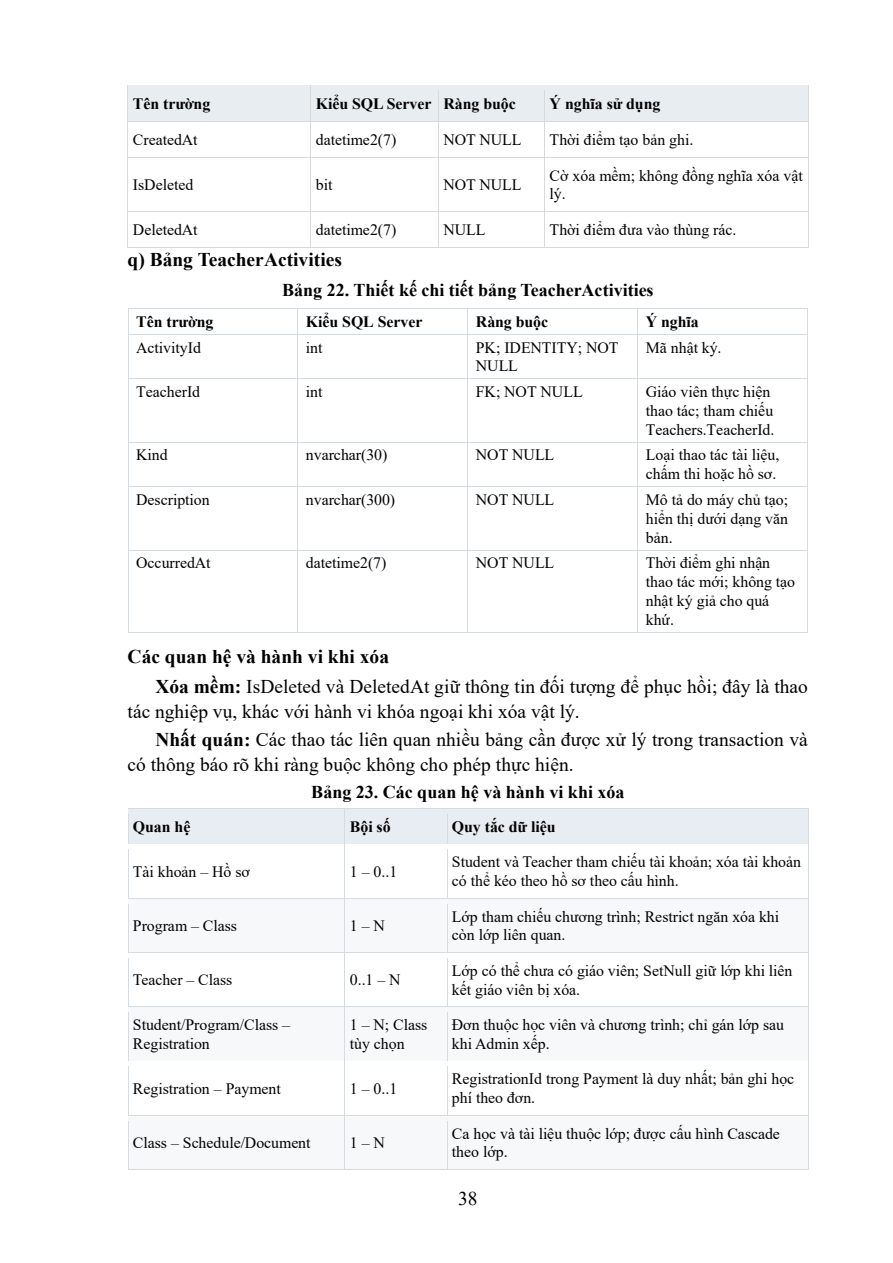 Tên trường Kiểu SQL Server Ràng buộc Ý nghĩa sử dụng
CreatedAt datetime2(7) NOT NULL Thời điểm tạo bản ghi.
IsDeleted bit NOT NULL Cờ xóa mềm; không đồng nghĩa xóa vật
lý.
DeletedAt datetime2(7) NULL Thời điểm đưa vào thùng rác.
q) Bảng TeacherActivities
Bảng 22. Thiết kế chi tiết bảng TeacherActivities
Tên trường Kiểu SQL Server Ràng buộc Ý nghĩa
ActivityId int PK; IDENTITY; NOT Mã nhật ký.
NULL
TeacherId int FK; NOT NULL Giáo viên thực hiện
thao tác; tham chiếu
Teachers.TeacherId.
Kind nvarchar(30) NOT NULL Loại thao tác tài liệu,
chấm thi hoặc hồ sơ.
Description nvarchar(300) NOT NULL Mô tả do máy chủ tạo;
hiển thị dưới dạng văn
bản.
OccurredAt datetime2(7) NOT NULL Thời điểm ghi nhận
thao tác mới; không tạo
nhật ký giả cho quá
khứ.
Các quan hệ và hành vi khi xóa
Xóa mềm: IsDeleted và DeletedAt giữ thông tin đối tượng để phục hồi; đây là thao
tác nghiệp vụ, khác với hành vi khóa ngoại khi xóa vật lý.
Nhất quán: Các thao tác liên quan nhiều bảng cần được xử lý trong transaction và
có thông báo rõ khi ràng buộc không cho phép thực hiện.
Bảng 23. Các quan hệ và hành vi khi xóa
Quan hệ Bội số Quy tắc dữ liệu
Tài khoản – Hồ sơ 1 – 0..1 Student và Teacher tham chiếu tài khoản; xóa tài khoản
có thể kéo theo hồ sơ theo cấu hình.
Program – Class 1 – N Lớp tham chiếu chương trình; Restrict ngăn xóa khi
còn lớp liên quan.
Teacher – Class 0..1 – N Lớp có thể chưa có giáo viên; SetNull giữ lớp khi liên
kết giáo viên bị xóa.
Student/Program/Class – 1 – N; Class Đơn thuộc học viên và chương trình; chỉ gán lớp sau
Registration tùy chọn khi Admin xếp.
Registration – Payment 1 – 0..1 RegistrationId trong Payment là duy nhất; bản ghi học
phí theo đơn.
Class – Schedule/Document 1 – N Ca học và tài liệu thuộc lớp; được cấu hình Cascade
theo lớp.
38